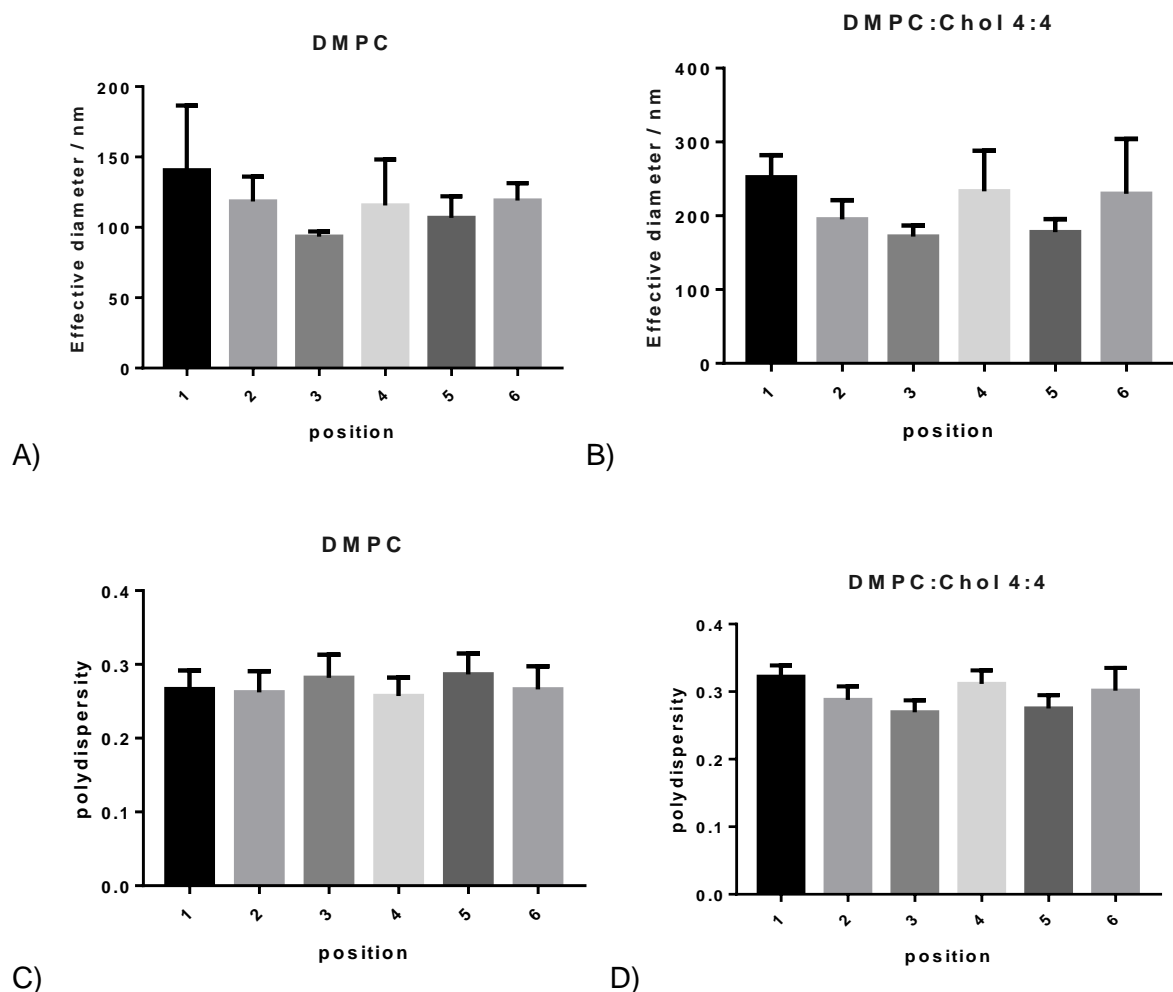 DMPC
Effective diameter / nm
200
150
100
50
0
1 2 3 4 5 6
position
A)
DMPC:Chol 4:4
Effective diameter / nm
400
300
200
100
0
1 2 3 4 5 6
position
B)
DMPC
polydispersity
0.4
0.3
0.2
0.1
0.0
1 2 3 4 5 6
position
C)
DMPC:Chol 4:4
polydispersity
0.4
0.3
0.2
0.1
0.0
1 2 3 4 5 6
position
D)